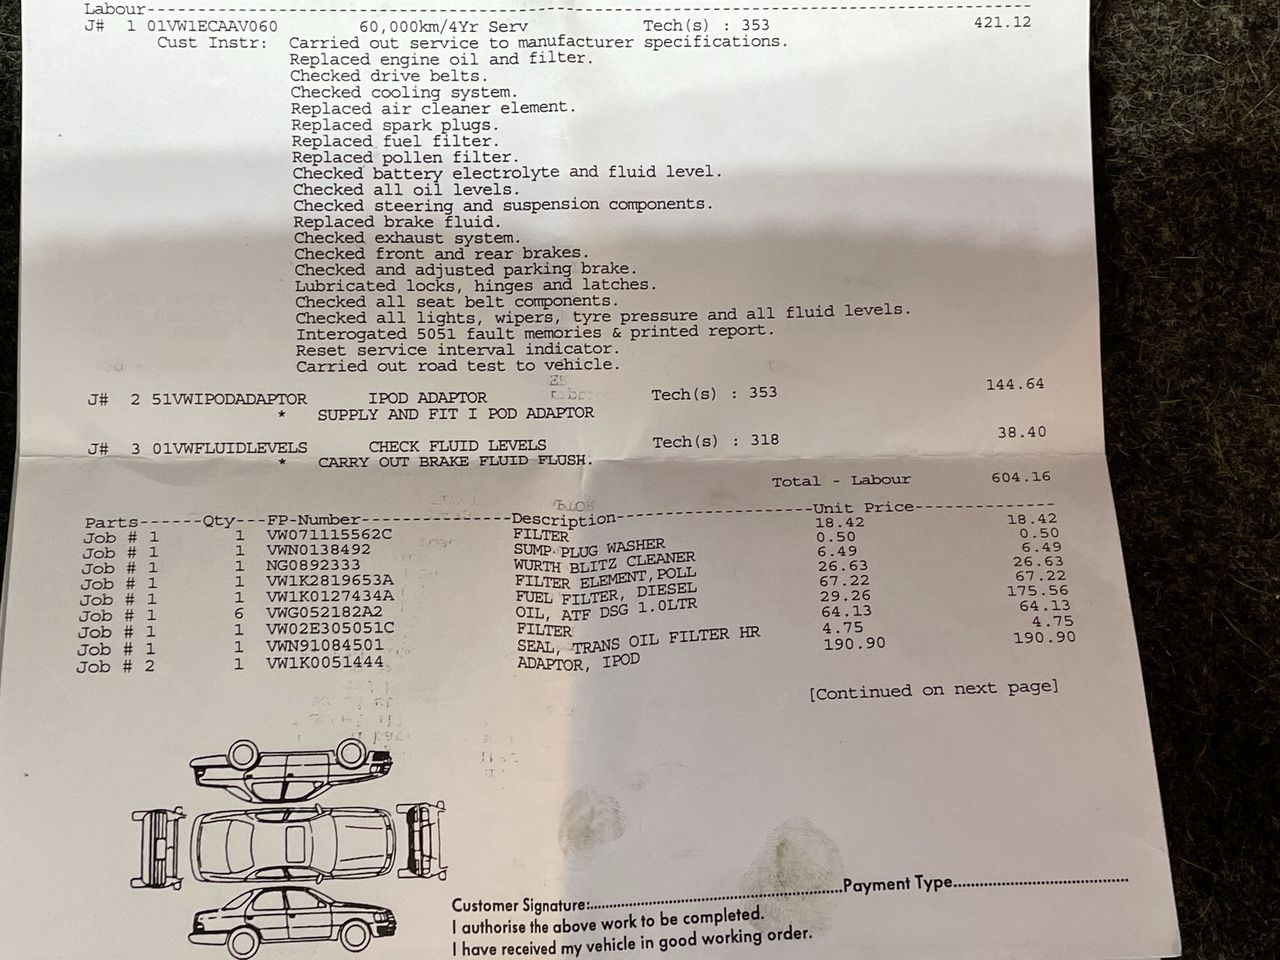 Labour------------------------------------------------------------
J# 1 01VW1ECAAV060 60,000km/4Yr Serv Tech(s) : 353 421.12
Cust Instr: Carried out service to manufacturer specifications.
Replaced engine oil and filter.
Checked drive belts.
Checked cooling system.
Replaced air cleaner element.
Replaced spark plugs.
Replaced fuel filter.
Replaced pollen filter.
Checked battery electrolyte and fluid level.
Checked all oil levels.
Checked steering and suspension components.
Replaced brake fluid.
Checked exhaust system.
Checked front and rear brakes.
Checked and adjusted parking brake.
Lubricated locks, hinges and latches.
Checked all seat belt components.
Checked all lights, wipers, tyre pressure and all fluid levels.
Interogated 5051 fault memories & printed report.
Reset service interval indicator.
Carried out road test to vehicle.
J# 2 51VWIPODADAPTOR IPOD ADAPTOR Tech(s) : 353 144.64
* SUPPLY AND FIT I POD ADAPTOR
J# 3 01VWFLUIDLEVELS CHECK FLUID LEVELS Tech(s) : 318 38.40
* CARRY OUT BRAKE FLUID FLUSH.
Total - Labour 604.16
Parts------Qty---FP-Number----------------Description--------------------Unit Price--------------
Job # 1 1 VW071115562C FILTER 18.42 18.42
Job # 1 1 VWN0138492 SUMP PLUG WASHER 0.50 0.50
Job # 1 1 NG0892333 WURTH BLITZ CLEANER 6.49 6.49
Job # 1 1 VW1K2819653A FILTER ELEMENT,POLL 26.63 26.63
Job # 1 1 VW1K0127434A FUEL FILTER, DIESEL 67.22 67.22
Job # 1 6 VWG052182A2 OIL, ATF DSG 1.0LTR 29.26 175.56
Job # 1 1 VW02E305051C FILTER 64.13 64.13
Job # 1 1 VWN91084501 SEAL, TRANS OIL FILTER HR 4.75 4.75
Job # 2 1 VW1K0051444 ADAPTOR, IPOD 190.90 190.90
[Continued on next page]
Customer Signature:..................................................Payment Type...................................
I authorise the above work to be completed.
I have received my vehicle in good working order.